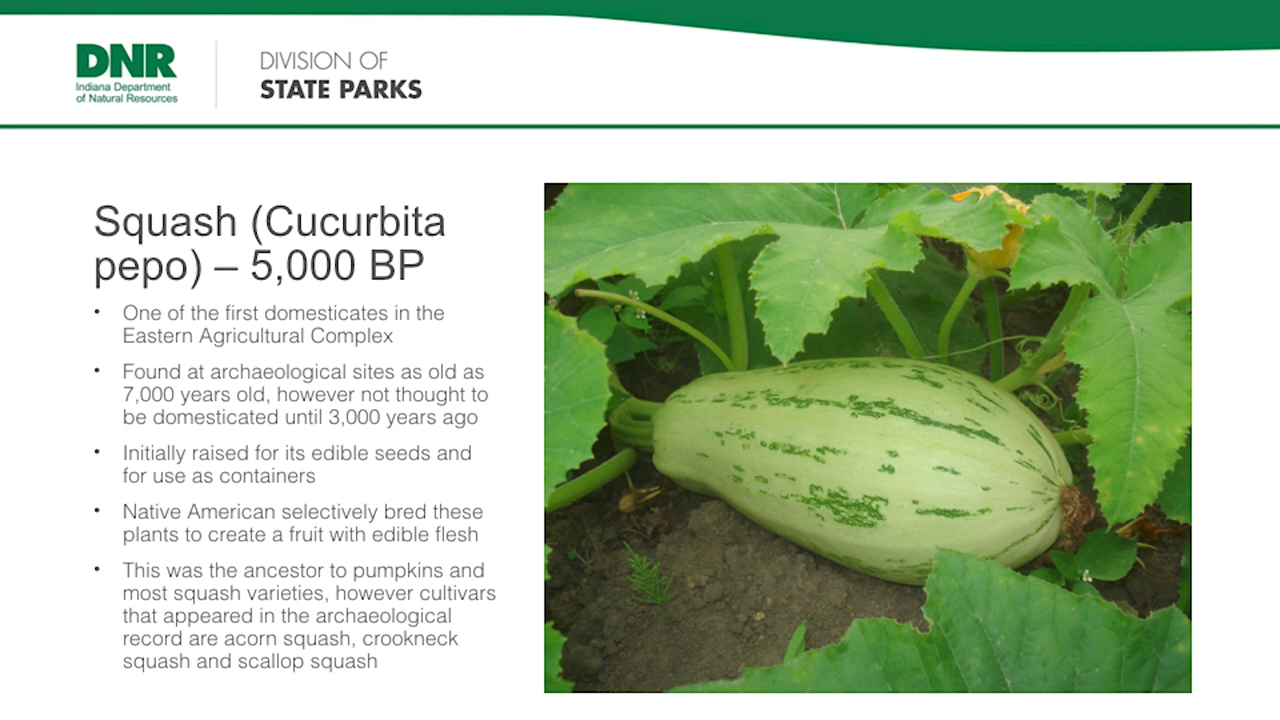 DNR
Indiana Department
of Natural Resources
DIVISION OF
STATE PARKS
Squash (Cucurbita
pepo) – 5,000 BP
• One of the first domesticates in the
Eastern Agricultural Complex
• Found at archaeological sites as old as
7,000 years old, however not thought to
be domesticated until 3,000 years ago
• Initially raised for its edible seeds and
for use as containers
• Native American selectively bred these
plants to create a fruit with edible flesh
• This was the ancestor to pumpkins and
most squash varieties, however cultivars
that appeared in the archaeological
record are acorn squash, crookneck
squash and scallop squash